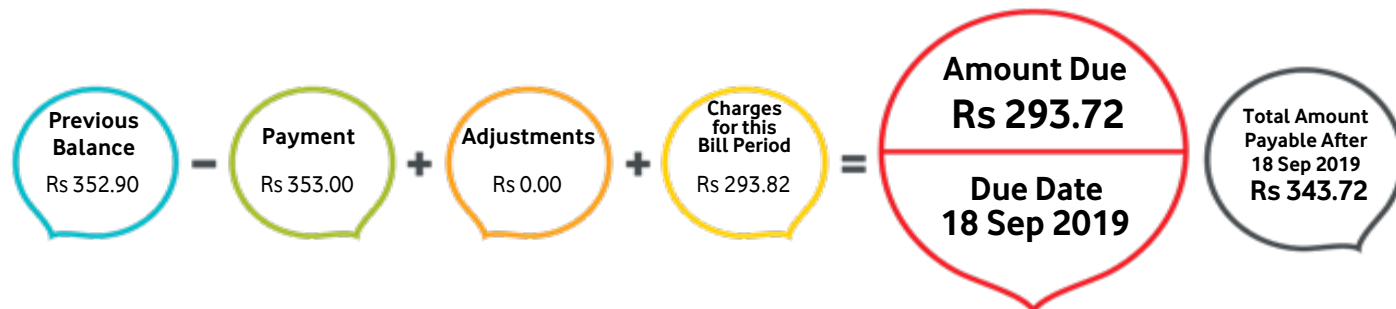 Previous
Balance
Rs 352.90
−
Payment
Rs 353.00
+
Adjustments
Rs 0.00
+
Charges
for this
Bill Period
Rs 293.82
=
Amount Due
Rs 293.72
Due Date
18 Sep 2019
Total Amount
Payable After
18 Sep 2019
Rs 343.72